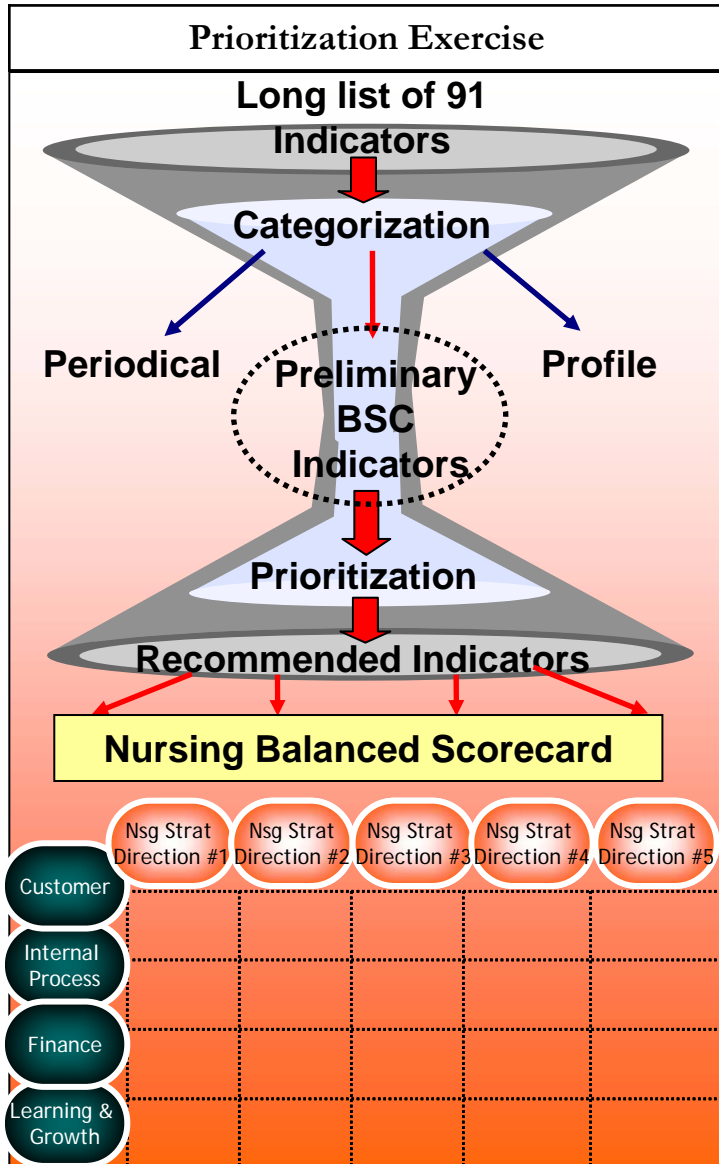 Prioritization Exercise
Long list of 91
Indicators
Categorization
Periodical
Profile
Preliminary
BSC
Indicators
Prioritization
Recommended Indicators
Nursing Balanced Scorecard
Nsg Strat
Direction #1
Nsg Strat
Direction #2
Nsg Strat
Direction #3
Nsg Strat
Direction #4
Nsg Strat
Direction #5
Customer
Internal
Process
Finance
Learning &
Growth